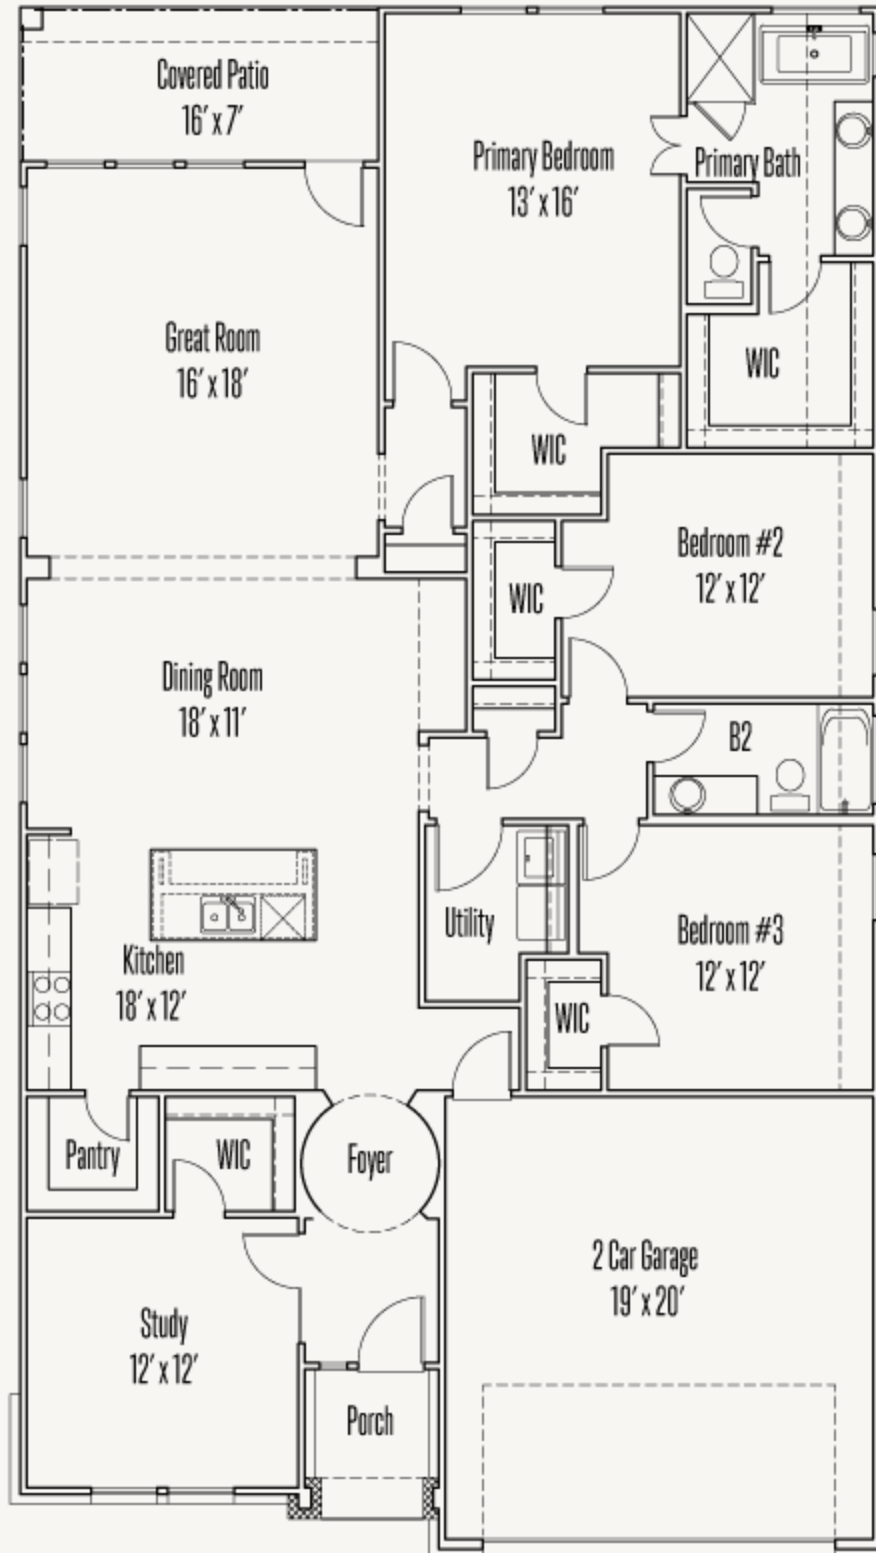 Covered Patio
16' x 7'
Primary Bedroom
13' x 16'
Primary Bath
Great Room
16' x 18'
WIC
WIC
Bedroom #2
12' x 12'
WIC
Dining Room
18' x 11'
B2
Utility
Bedroom #3
12' x 12'
Kitchen
18' x 12'
WIC
Pantry
WIC
Foyer
2 Car Garage
19' x 20'
Study
12' x 12'
Porch